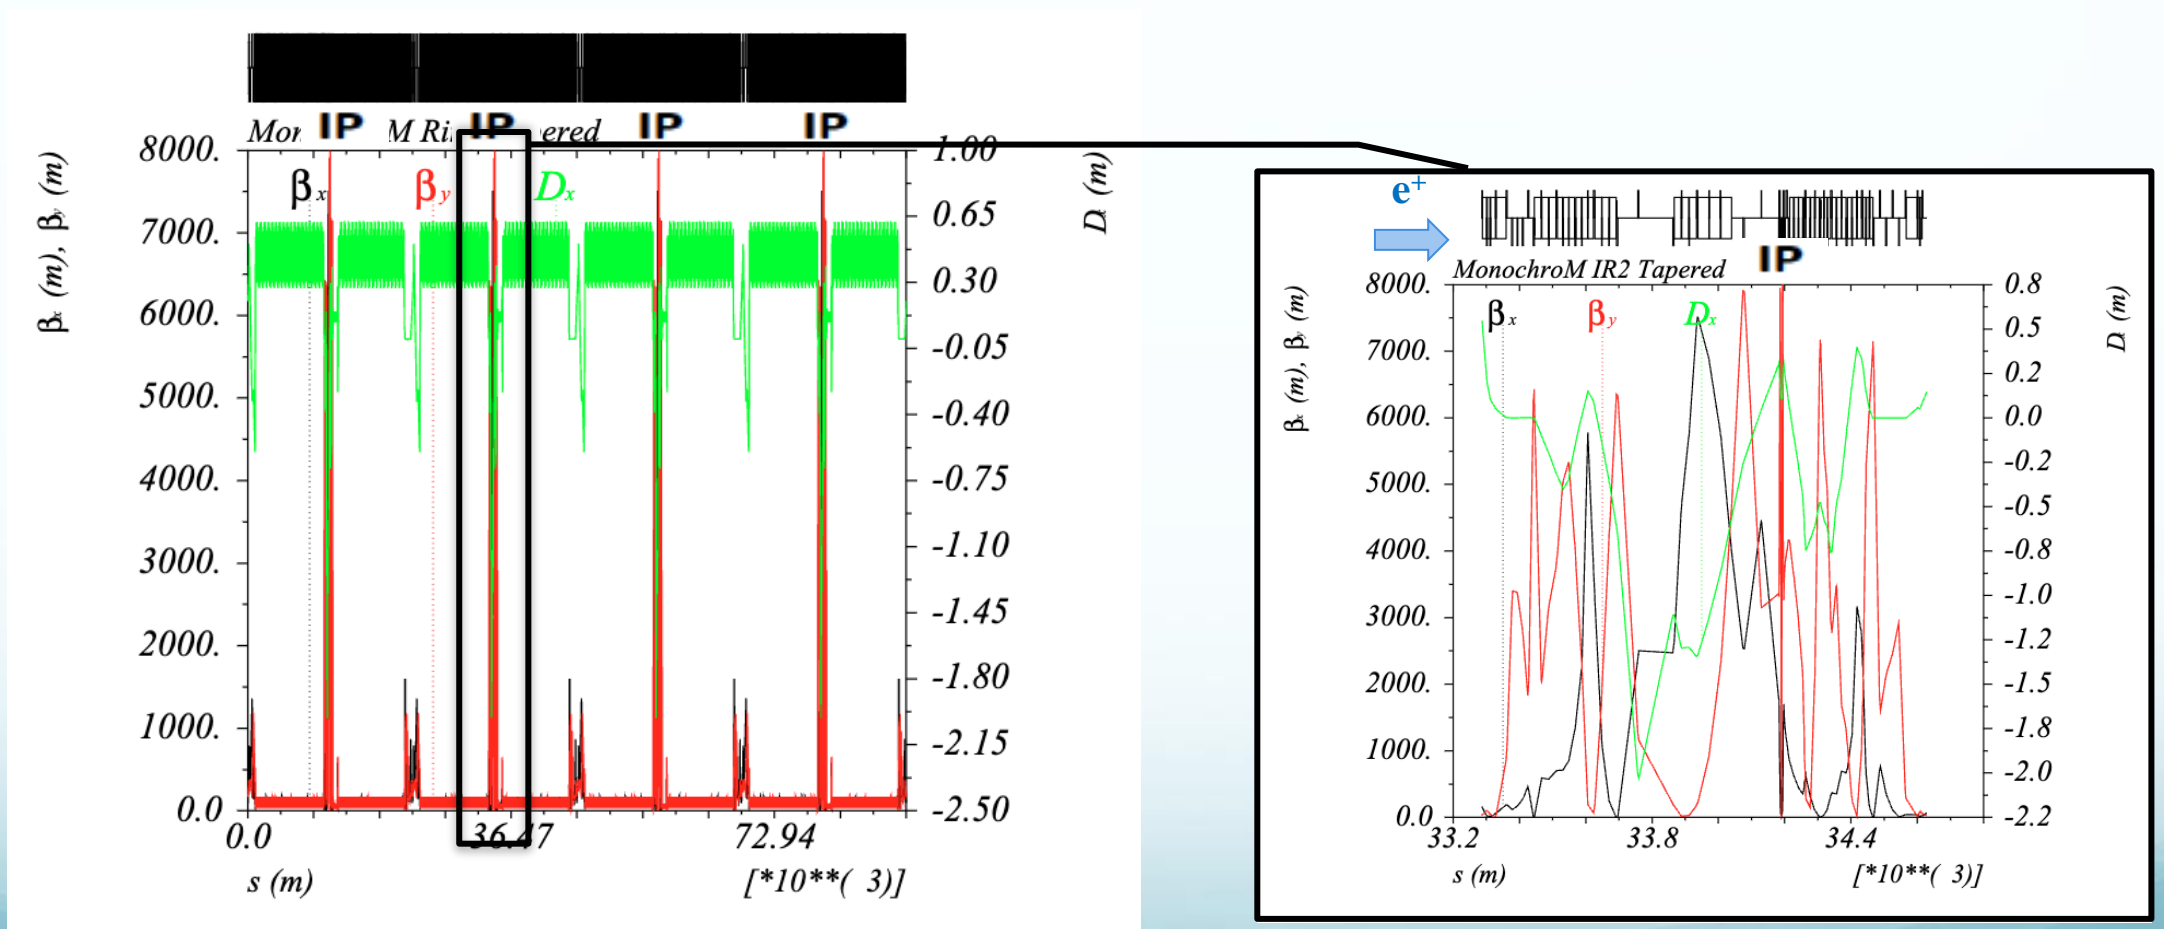 IP IP IP IP
M Ri ered
8000. 1.00
β x β y D x
7000. 0.65
6000. 0.30
5000. -0.05
4000. -0.40
3000. -0.75
2000. -1.10
1000. -1.45
0.0 -1.80
-2.15
-2.50
0.0 36.47 72.94
s (m) [*10**( 3)]
βx (m), βy (m)
Dx (m)
e+
IP
MonochroM IR2 Tapered
8000. 0.8
β x β y D x
7000. 0.5
6000. 0.2
5000. 0.0
4000. -0.2
3000. -0.5
2000. -0.8
1000. -1.0
0.0 -1.2
-1.5
-1.8
-2.0
-2.2
33.2 33.8 34.4
s (m) [*10**( 3)]
βx (m), βy (m)
Dx (m)